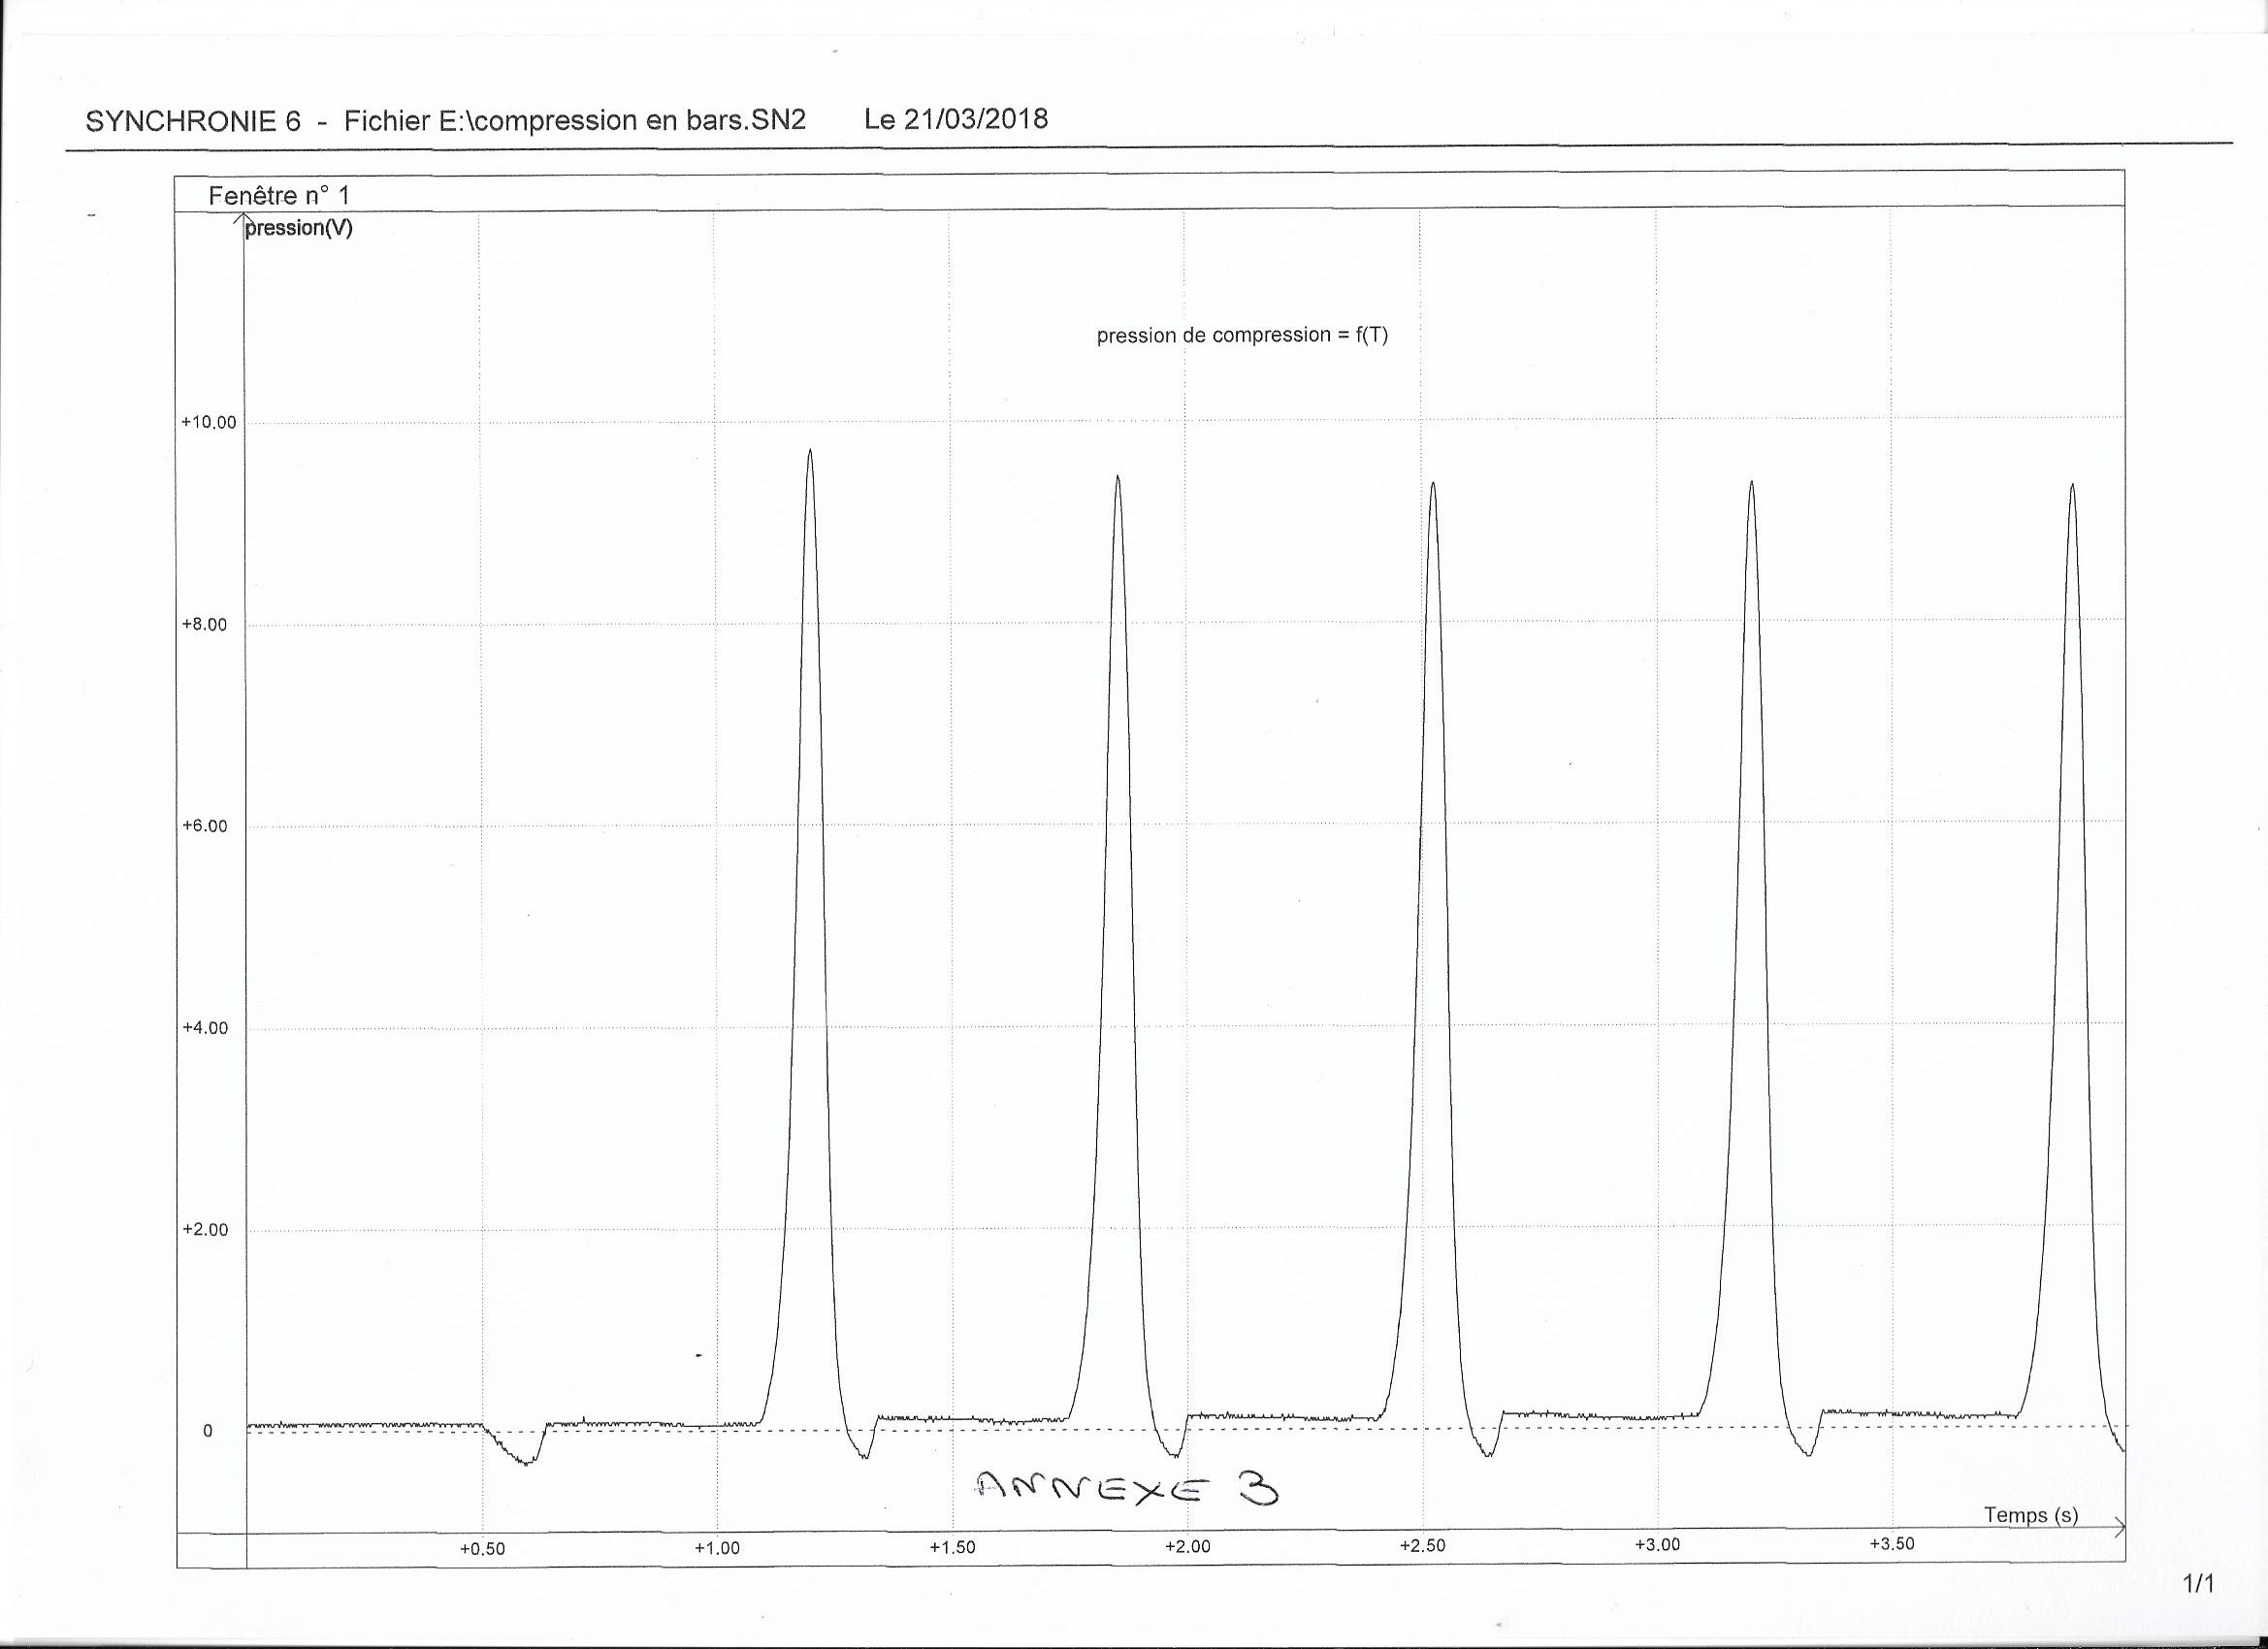 SYNCHRONIE 6 - Fichier E:\compression en bars.SN2 Le 21/03/2018
Fenêtre n° 1
pression(V)
pression de compression = f(T)
+10.00
+8.00
+6.00
+4.00
+2.00
0
ANNEXE 3
Temps (s)
+0.50 +1.00 +1.50 +2.00 +2.50 +3.00 +3.50
1/1